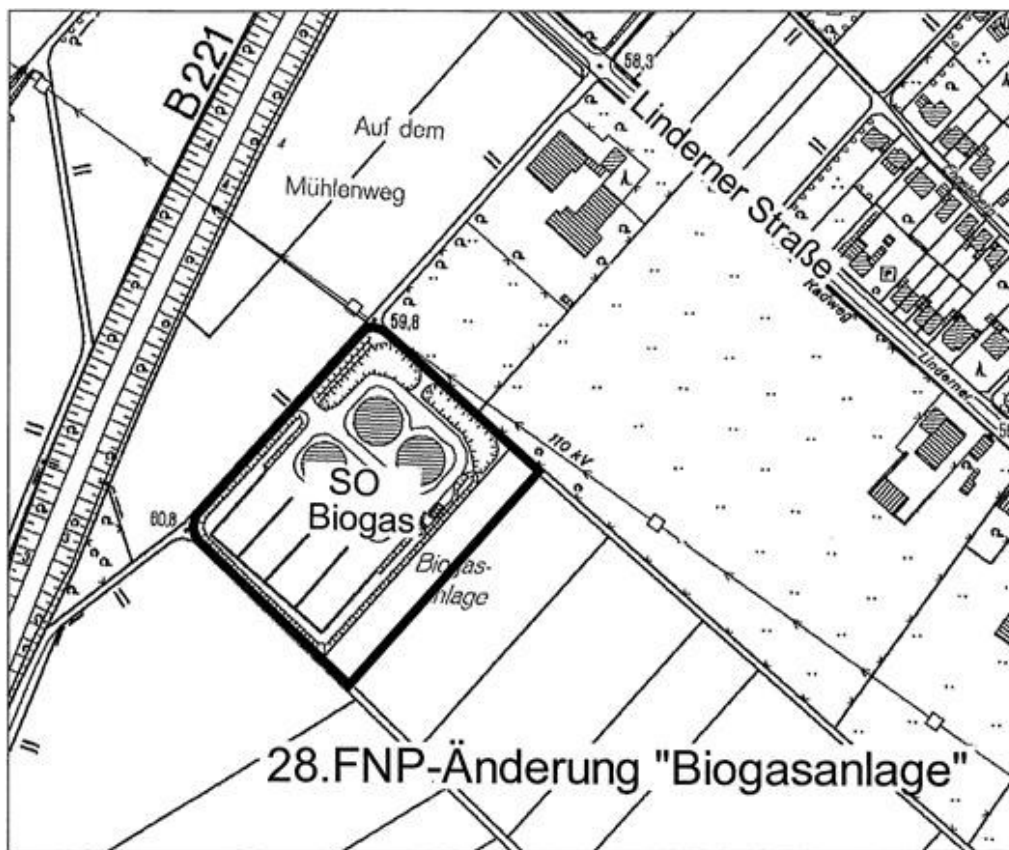 58,3
B221
Linderner Straße
Auf dem
Mühlenweg
P
Radweg
59,8
Linderner
110 kV
SO
Biogas
60,8
Biogas-
nlage
28.FNP-Änderung "Biogasanlage"